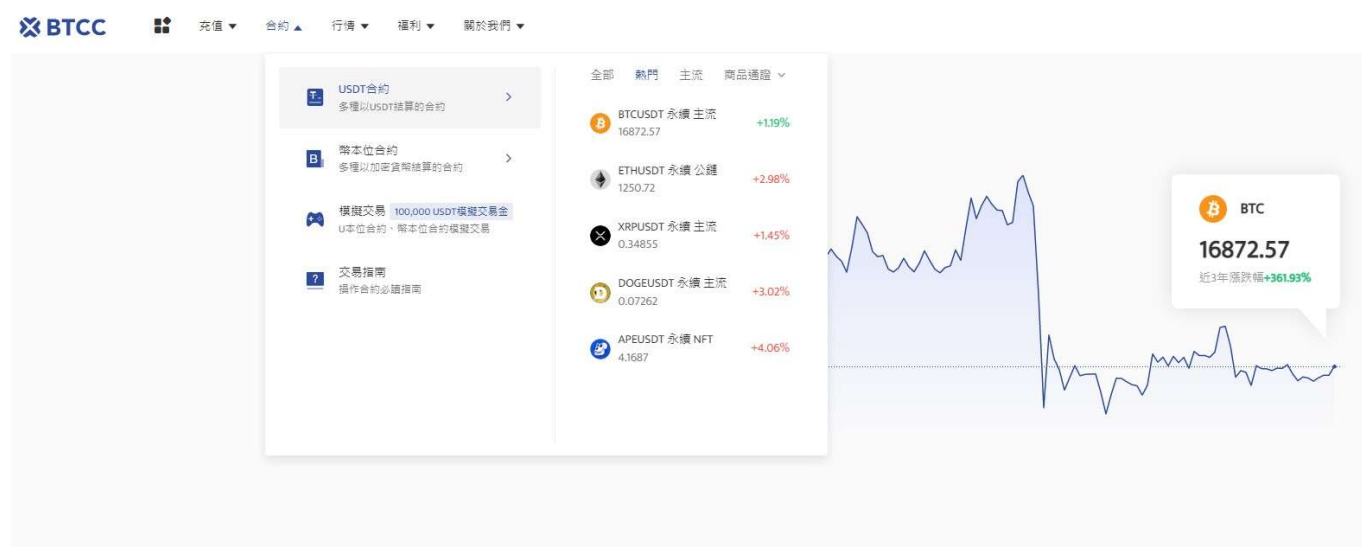 BTCC
充值 ▼ 合約 ▲ 行情 ▼ 福利 ▼ 關於我們 ▼
USDT合約
多種以USDT結算的合約
幣本位合約
多種以加密貨幣結算的合約
模擬交易 100,000 USDT模擬交易金
U本位合約、幣本位合約模擬交易
交易指南
操作合約必讀指南
全部 熱門 主流 商品通證
BTCUSDT 永續 主流
16872.57 +1.19%
ETHUSDT 永續 公鏈
1250.72 +2.98%
XRPUSDT 永續 主流
0.34855 +1.45%
DOGEUSDT 永續 主流
0.07262 +3.02%
APEUSDT 永續 NFT
4.1687 +4.06%
BTC
16872.57
近3年漲跌幅+361.93%